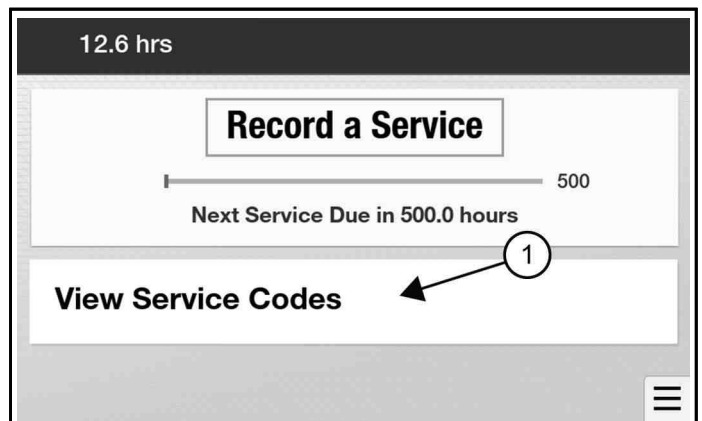 12.6 hrs
Record a Service
500
Next Service Due in 500.0 hours
1
View Service Codes